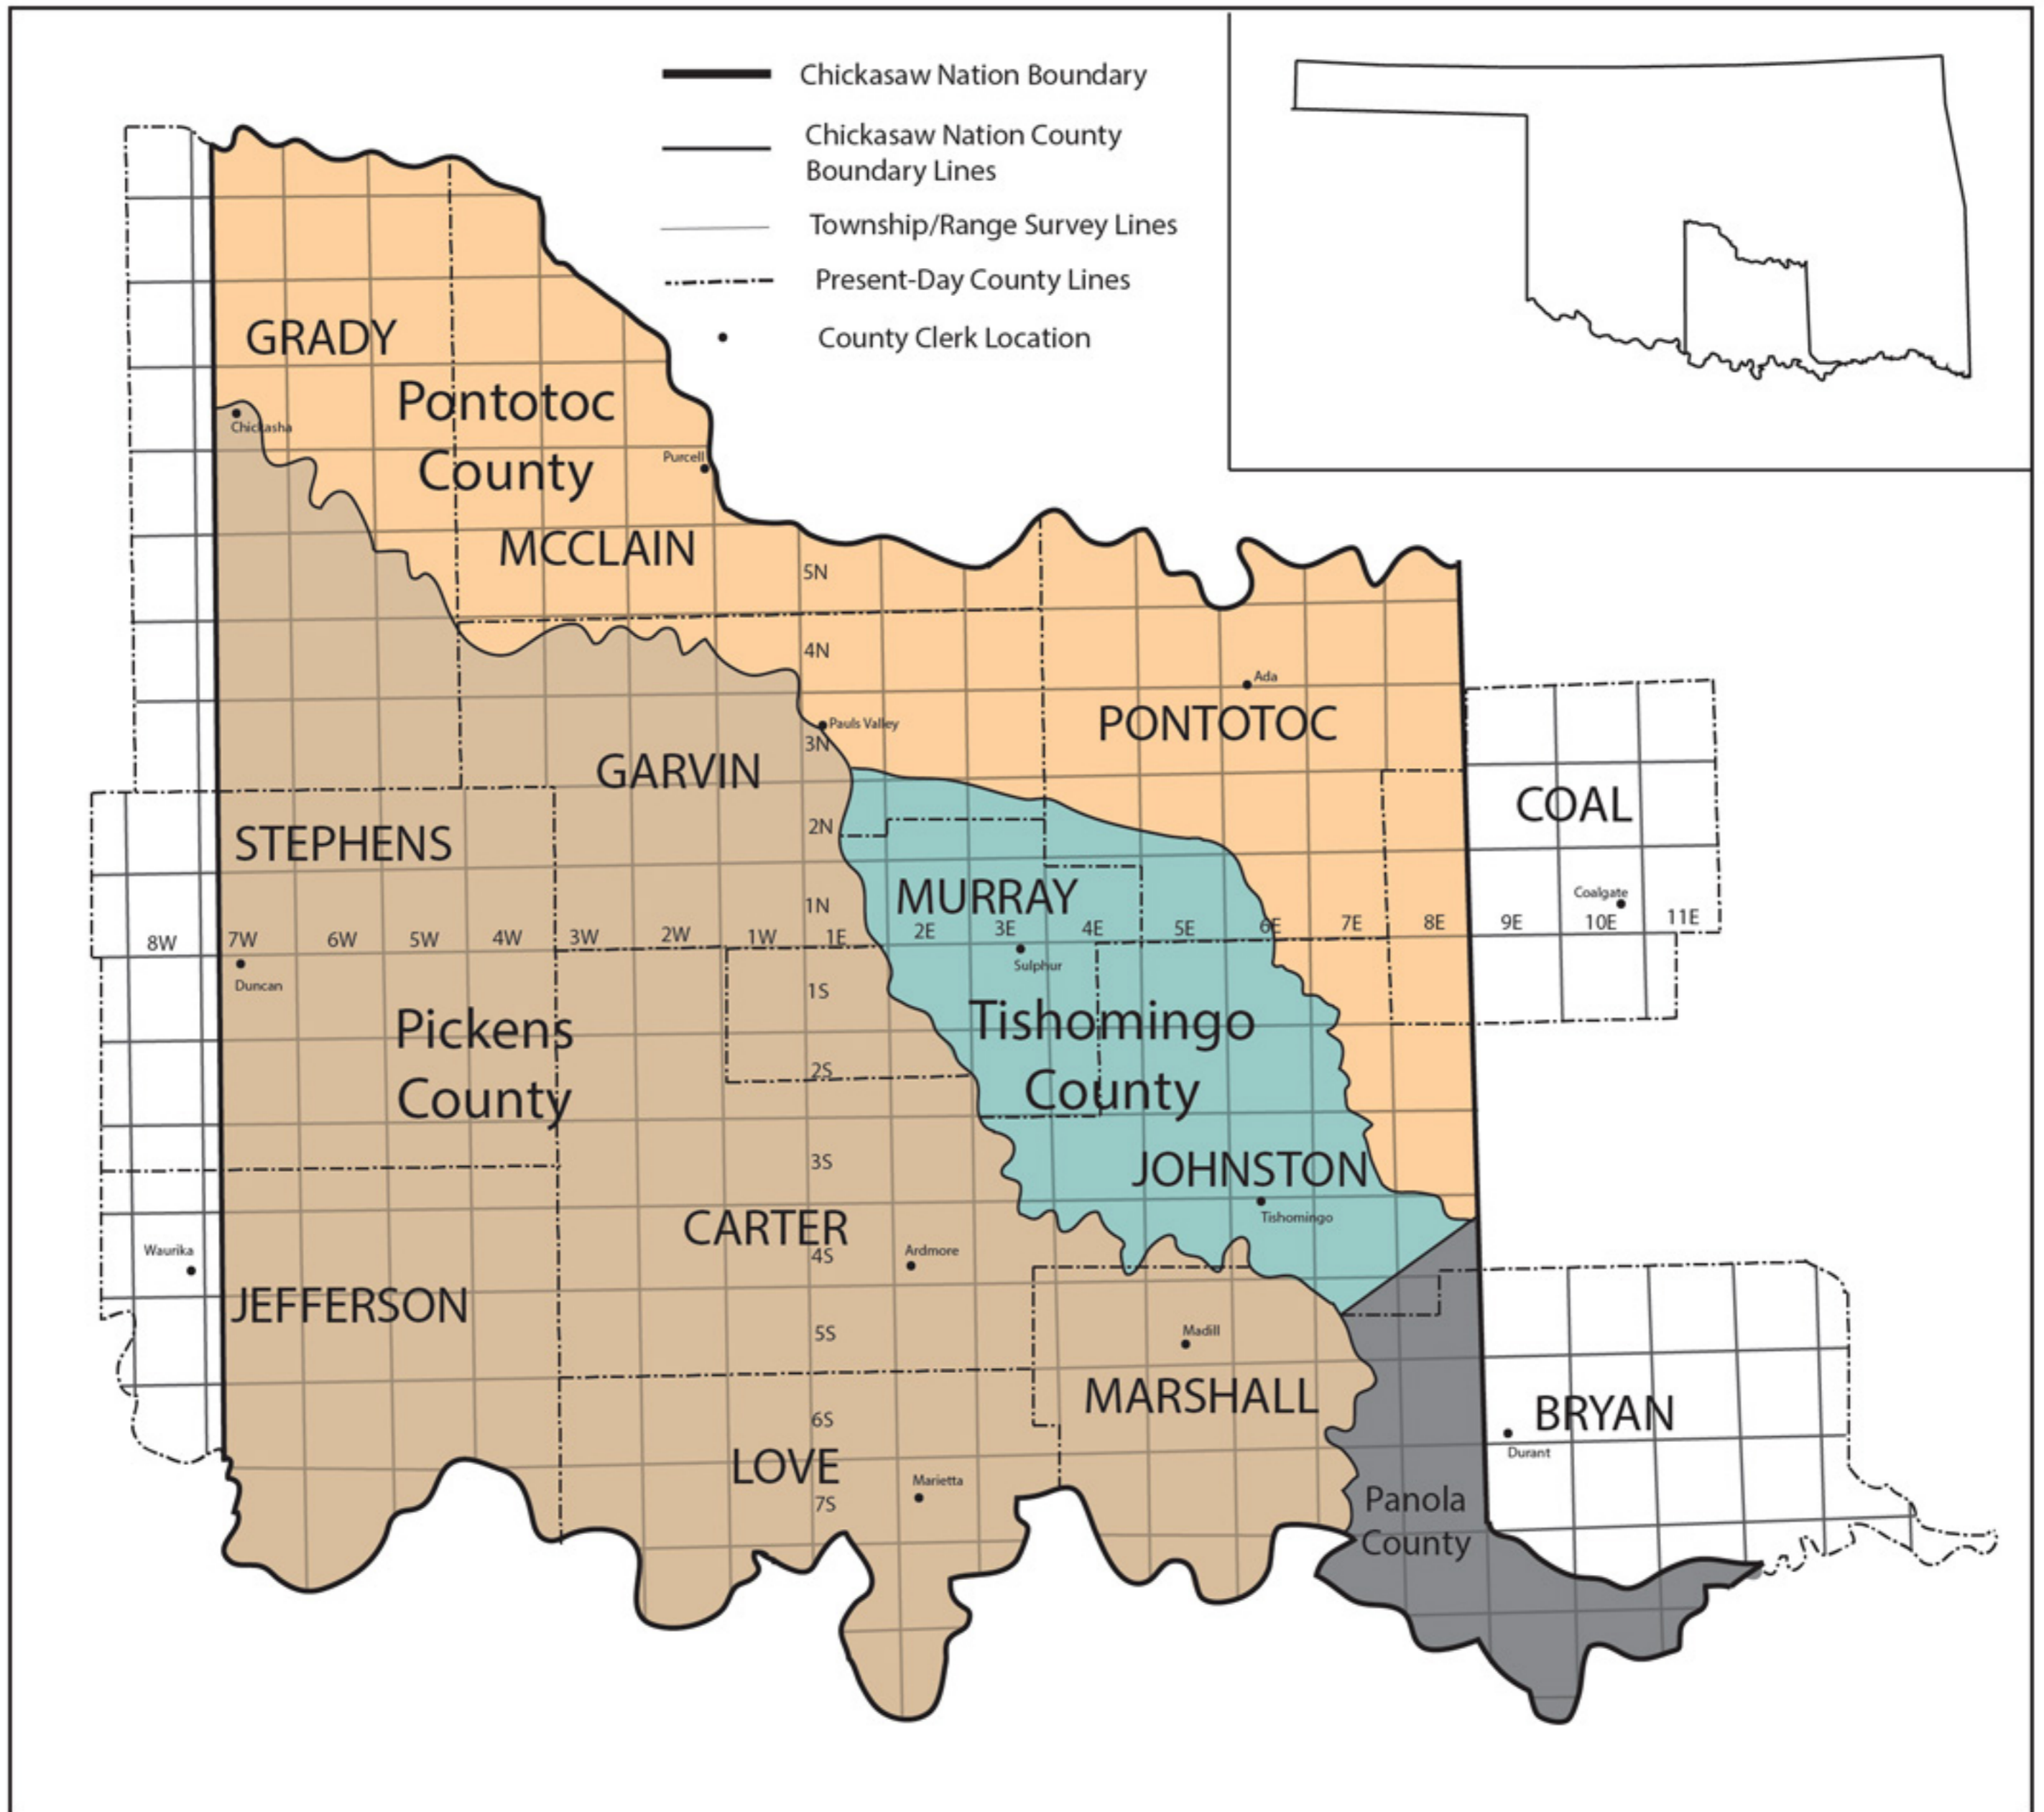 Chickasaw Nation Boundary
Chickasaw Nation County
Boundary Lines
Township/Range Survey Lines
Present-Day County Lines
County Clerk Location
GRADY
Pontotoc
County
Chickasha
Purcell
MCCLAIN
5N
4N
Ada
PONTOTOC
Pauls Valley
3N
GARVIN
COAL
2N
STEPHENS
MURRAY
Coalgate
1N
8W 7W 6W 5W 4W 3W 2W 1W 1E 2E 3E 4E 5E 6E 7E 8E 9E 10E 11E
Sulphur
Duncan
1S
Pickens
County
Tishomingo
County
2S
3S
JOHNSTON
Tishomingo
CARTER
4S
Ardmore
Waurika
JEFFERSON
5S
Madill
MARSHALL
6S
BRYAN
Durant
LOVE
Marietta
7S
Panola
County